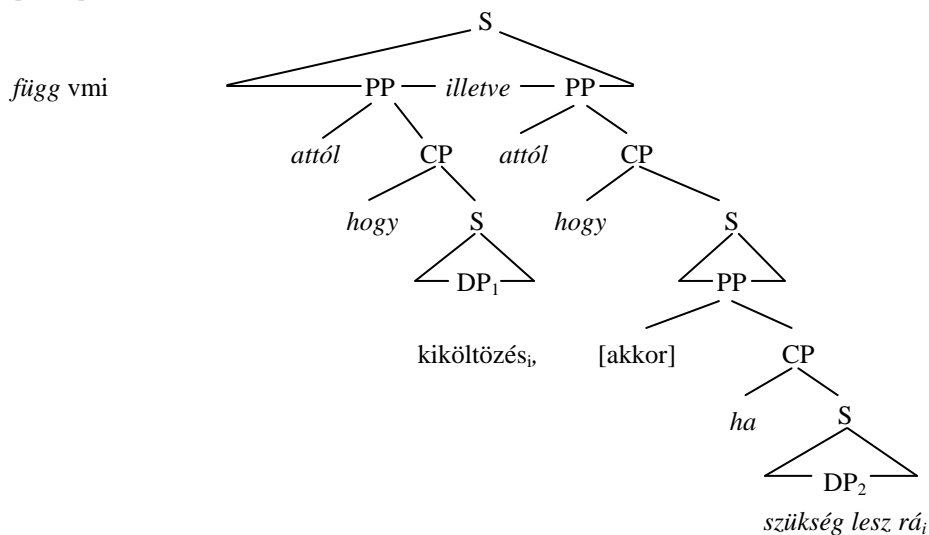 S
függ vmi PP illetve PP
attól CP attól CP
hogy S hogy S
DP₁ PP
kiköltözésᵢ, [akkor] CP
ha S
DP₂
szükség lesz ráᵢ